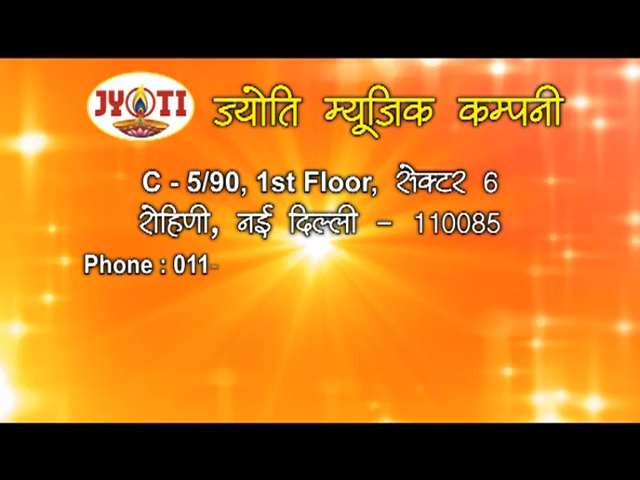 JYOTI ज्योति म्यूजिक कम्पनी
C - 5/90, 1st Floor, सेक्टर 6
रोहिणी, नई दिल्ली - 110085
Phone : 011-